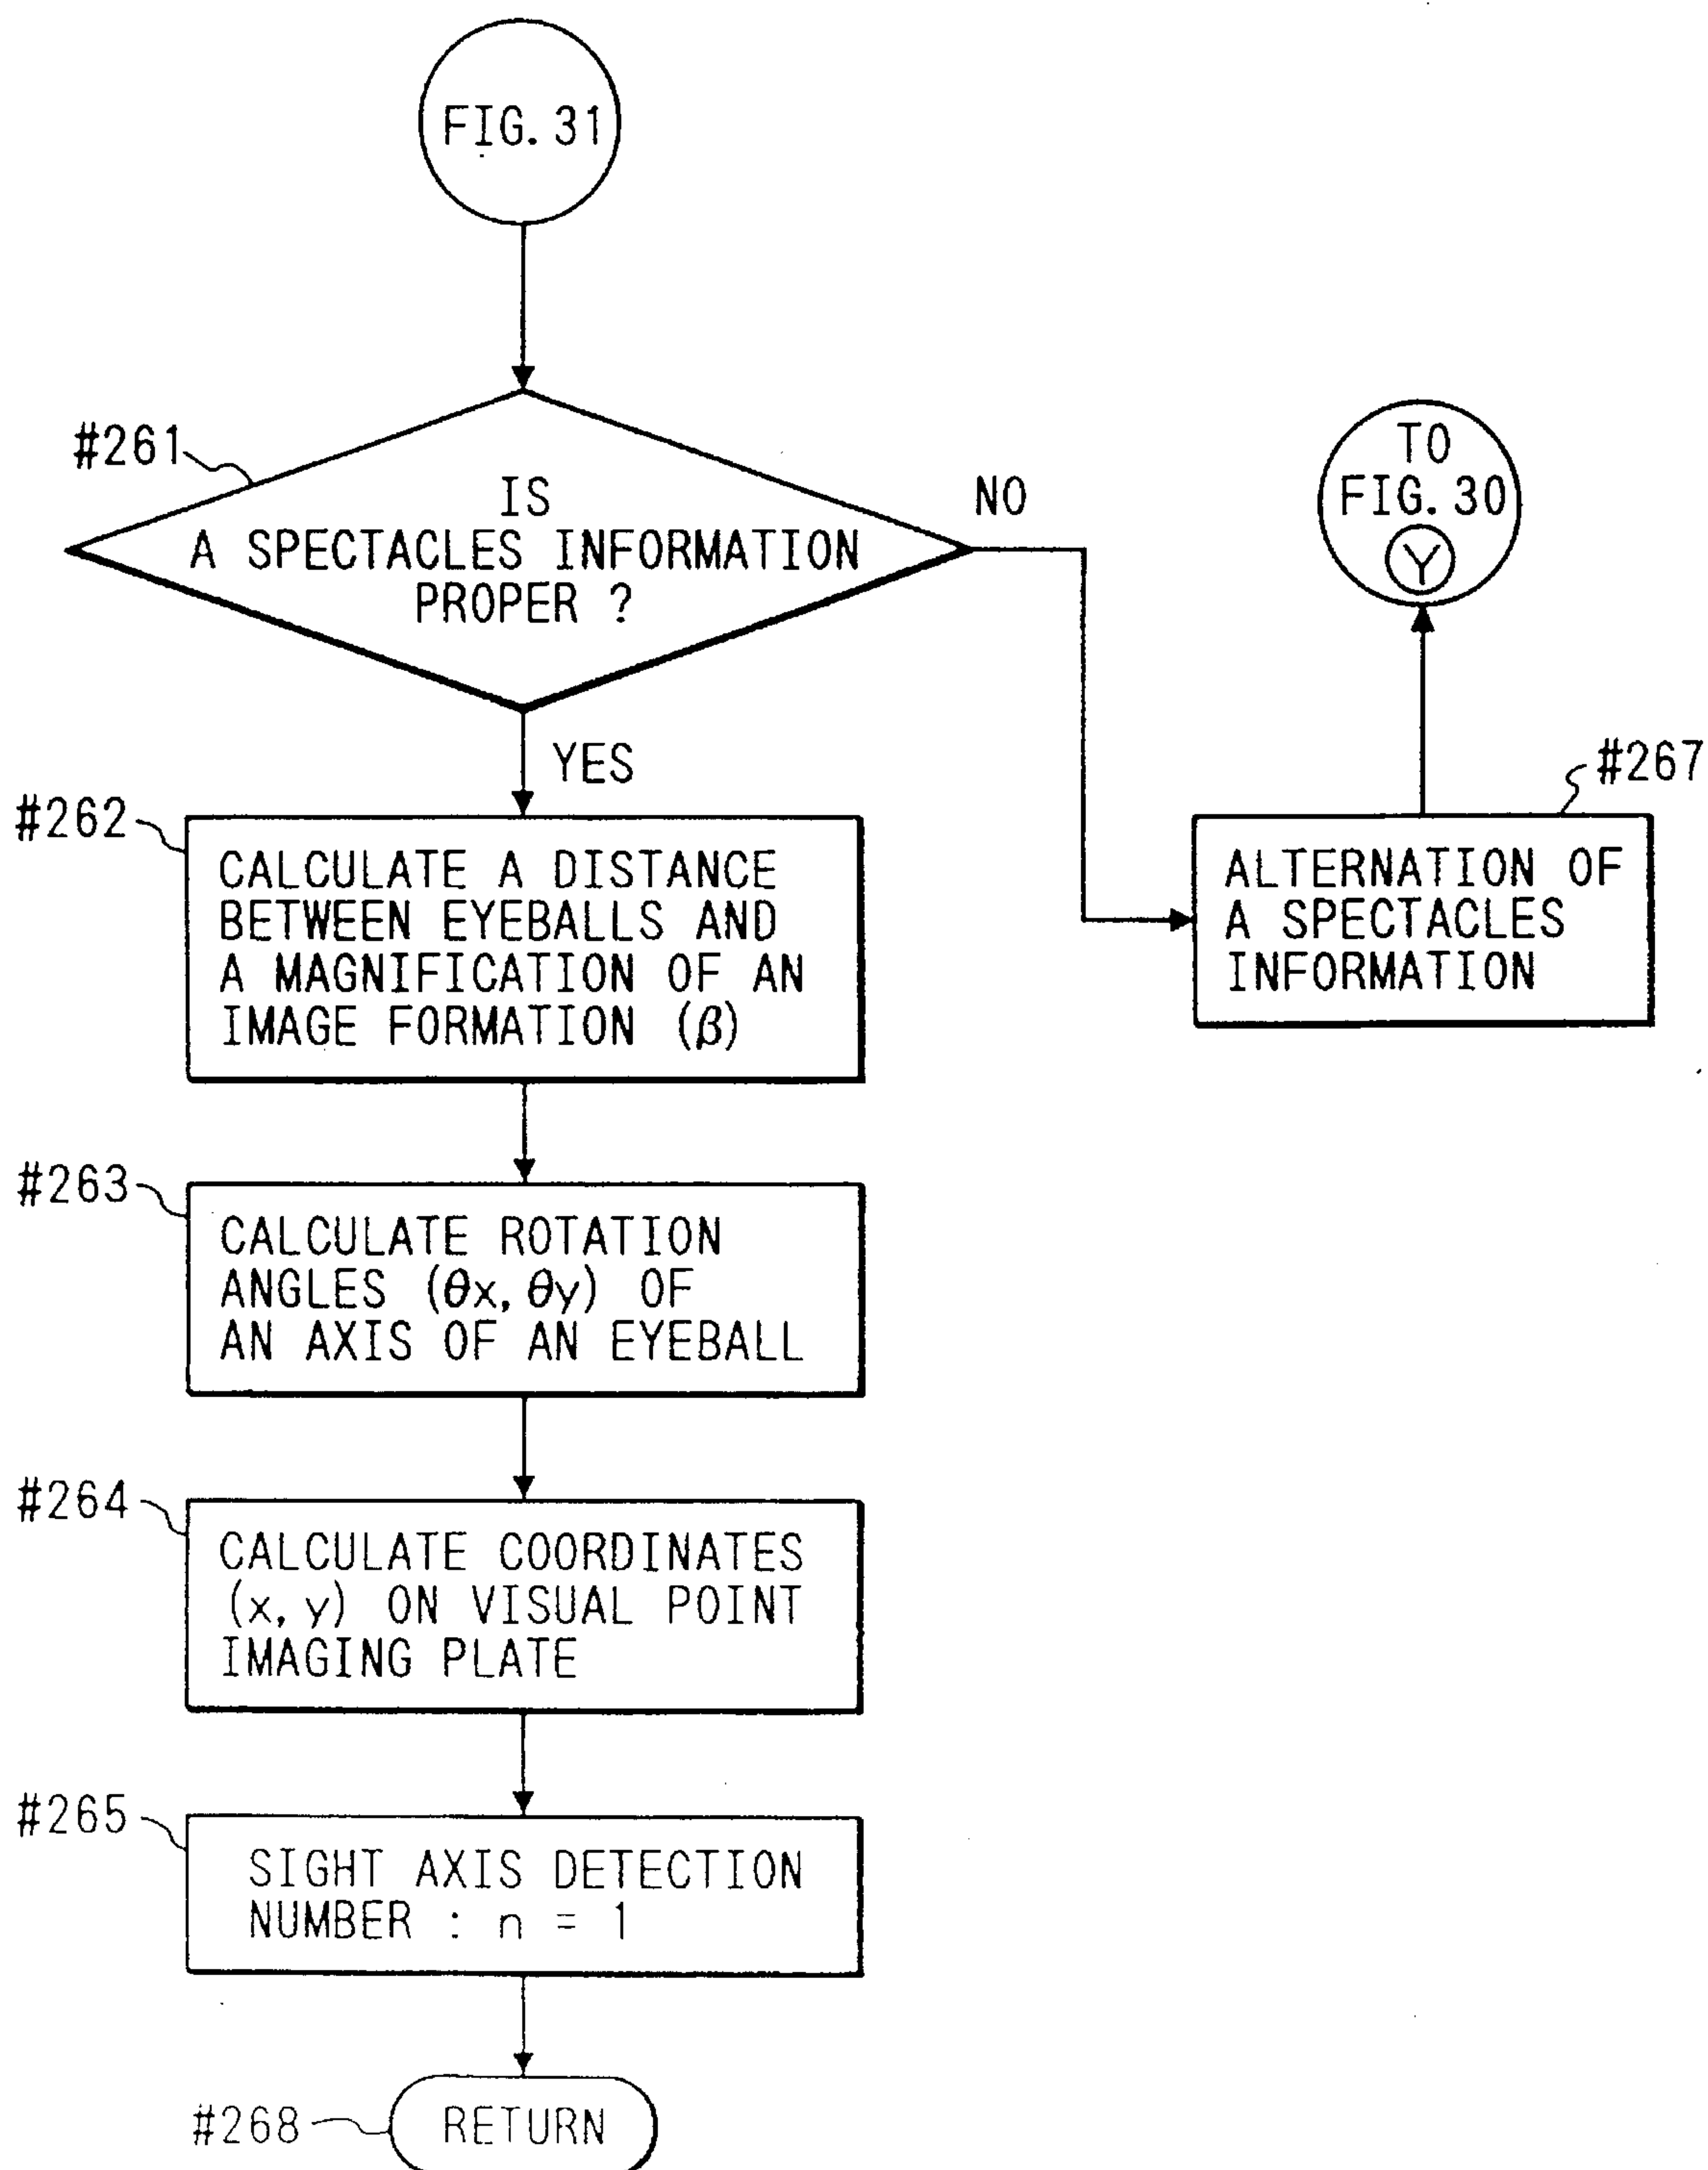 FIG. 31
#261
IS
A SPECTACLES INFORMATION
PROPER ?
NO
TO
FIG. 30
Y
YES
#267
ALTERNATION OF
A SPECTACLES
INFORMATION
#262
CALCULATE A DISTANCE
BETWEEN EYEBALLS AND
A MAGNIFICATION OF AN
IMAGE FORMATION (β)
#263
CALCULATE ROTATION
ANGLES (θx, θy) OF
AN AXIS OF AN EYEBALL
#264
CALCULATE COORDINATES
(x, y) ON VISUAL POINT
IMAGING PLATE
#265
SIGHT AXIS DETECTION
NUMBER : n = 1
#268
RETURN